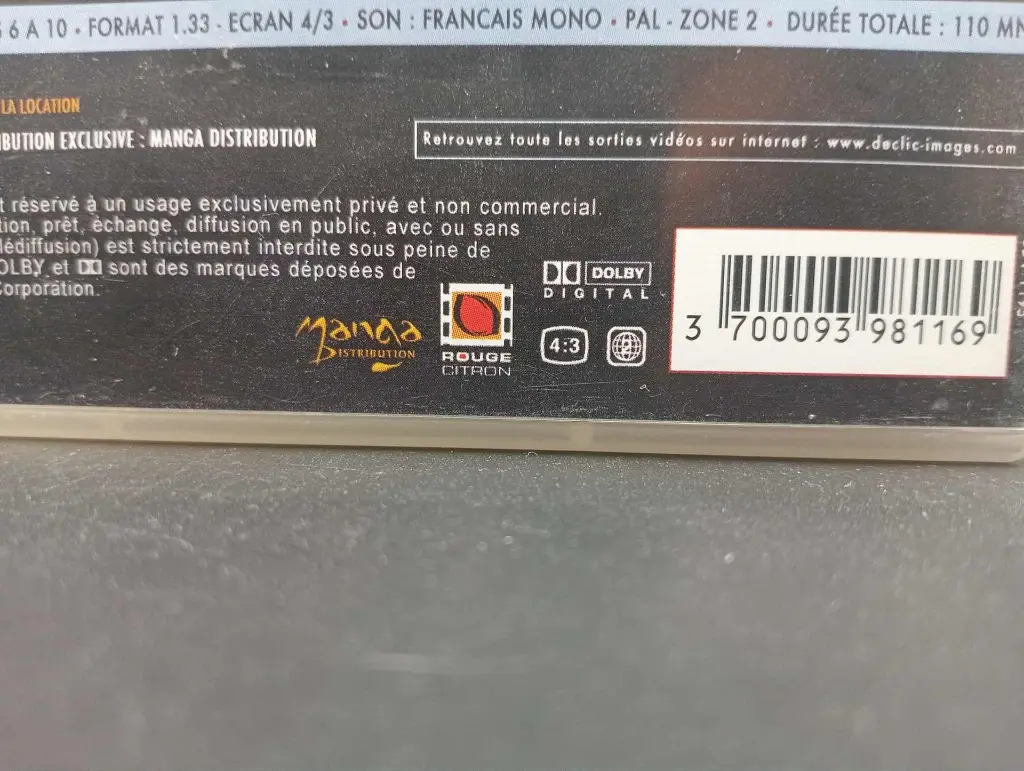 S 6 A 10 • FORMAT 1.33 - ECRAN 4/3 • SON : FRANCAIS MONO • PAL - ZONE 2 • DURÉE TOTALE : 110 MN
LA LOCATION
IBUTION EXCLUSIVE : MANGA DISTRIBUTION
Retrouvez toute les sorties vidéos sur internet : www.declic-images.com
t réservé à un usage exclusivement privé et non commercial.
tion, prêt, échange, diffusion en public, avec ou sans
lédiffusion) est strictement interdite sous peine de
OLBY et DD sont des marques déposées de
Corporation.
DOLBY
DIGITAL
Manga
DISTRIBUTION
ROUGE
CITRON
4:3
2
3 700093 981169